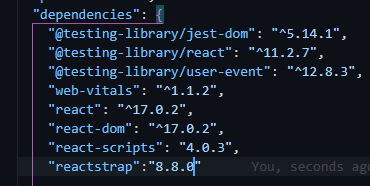 "dependencies": {
"@testing-library/jest-dom": "^5.14.1",
"@testing-library/react": "^11.2.7",
"@testing-library/user-event": "^12.8.3",
"web-vitals": "^1.1.2",
"react": "^17.0.2",
"react-dom": "^17.0.2",
"react-scripts": "4.0.3",
"reactstrap":"8.8.0" You, seconds ago